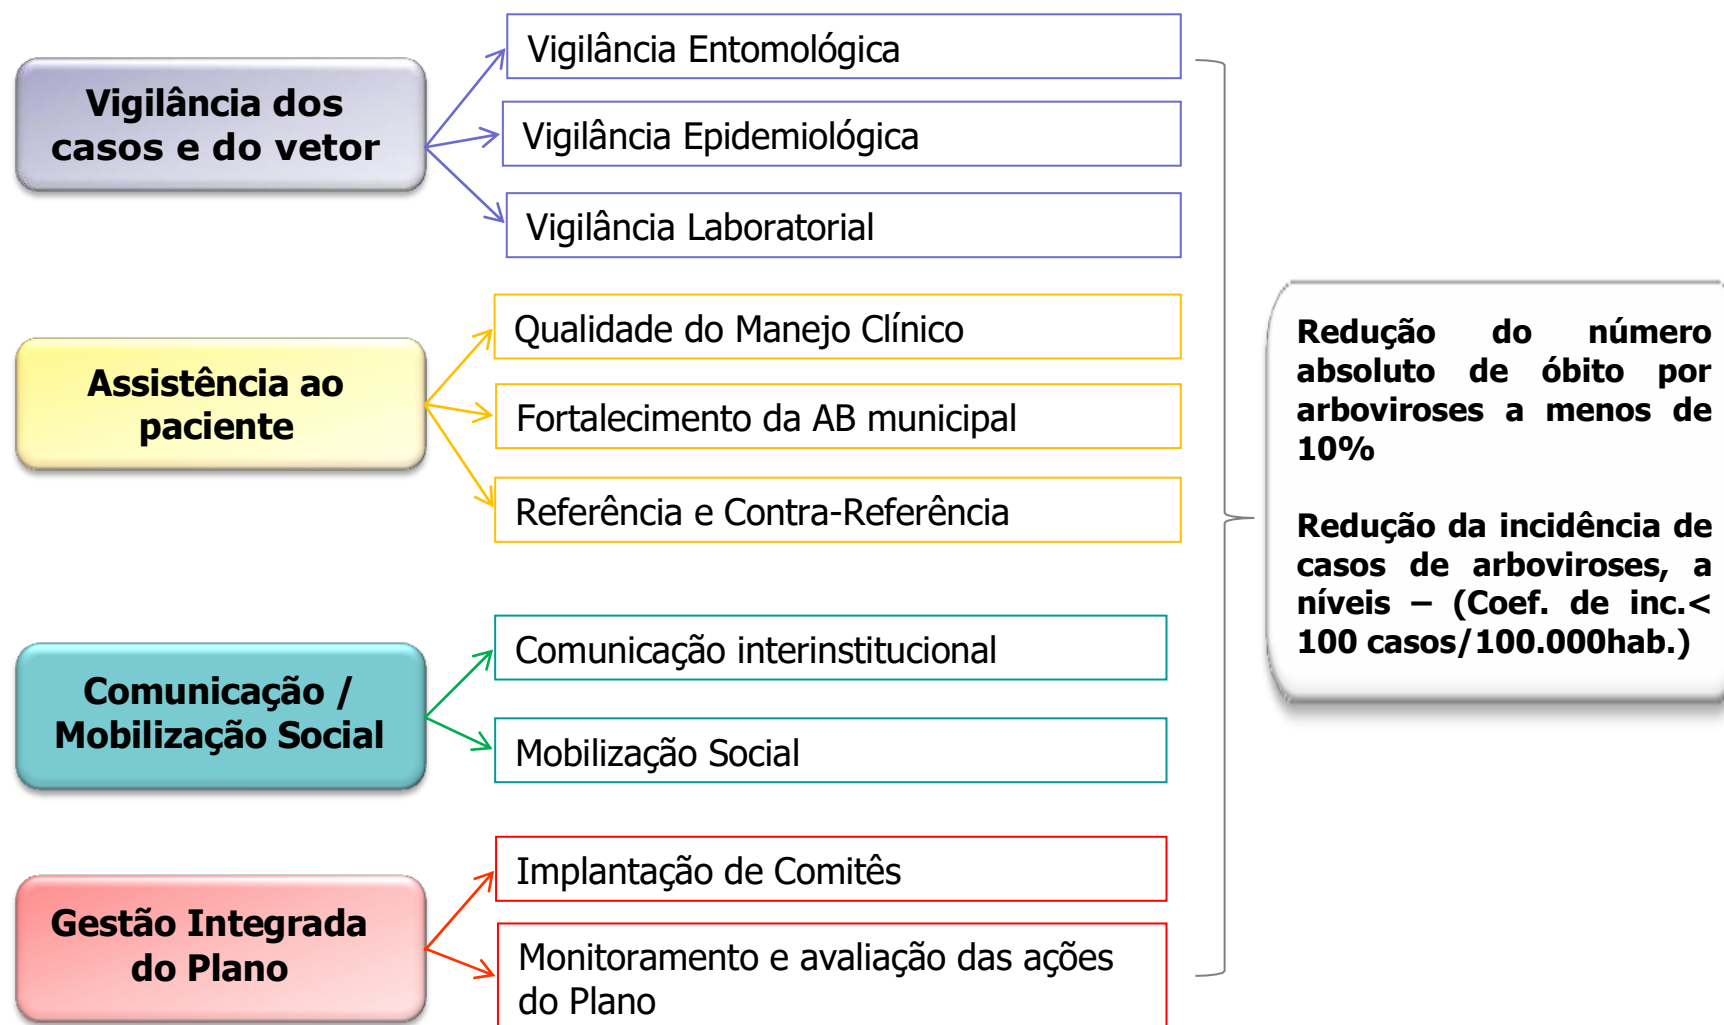 Vigilância dos
casos e do vetor
Vigilância Entomológica
Vigilância Epidemiológica
Vigilância Laboratorial
Assistência ao
paciente
Qualidade do Manejo Clínico
Fortalecimento da AB municipal
Referência e Contra-Referência
Comunicação /
Mobilização Social
Comunicação interinstitucional
Mobilização Social
Gestão Integrada
do Plano
Implantação de Comitês
Monitoramento e avaliação das ações
do Plano
Redução do número
absoluto de óbito por
arboviroses a menos de
10%
Redução da incidência de
casos de arboviroses, a
níveis – (Coef. de inc.<
100 casos/100.000hab.)